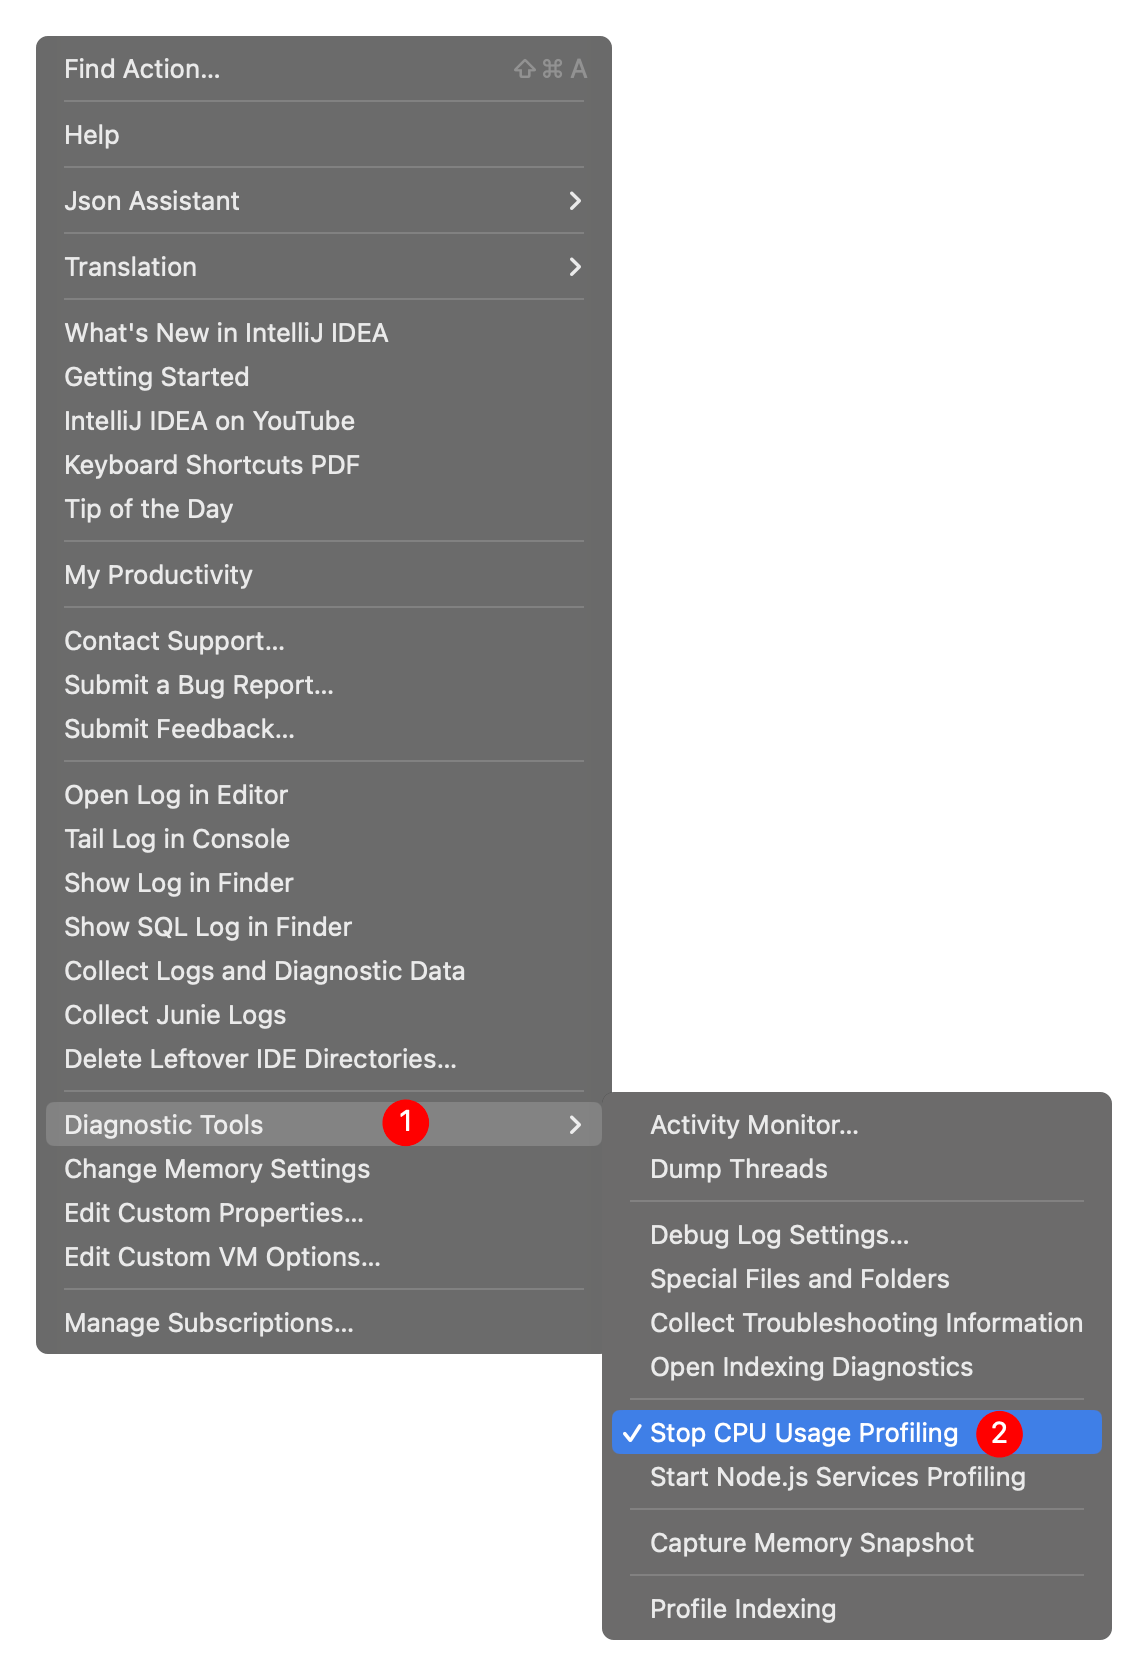 Find Action... ⇧⌘A
Help
Json Assistant
Translation
What's New in IntelliJ IDEA
Getting Started
IntelliJ IDEA on YouTube
Keyboard Shortcuts PDF
Tip of the Day
My Productivity
Contact Support...
Submit a Bug Report...
Submit Feedback...
Open Log in Editor
Tail Log in Console
Show Log in Finder
Show SQL Log in Finder
Collect Logs and Diagnostic Data
Collect Junie Logs
Delete Leftover IDE Directories...
Diagnostic Tools 1
Change Memory Settings
Edit Custom Properties...
Edit Custom VM Options...
Manage Subscriptions...
Activity Monitor...
Dump Threads
Debug Log Settings...
Special Files and Folders
Collect Troubleshooting Information
Open Indexing Diagnostics
✓ Stop CPU Usage Profiling 2
Start Node.js Services Profiling
Capture Memory Snapshot
Profile Indexing